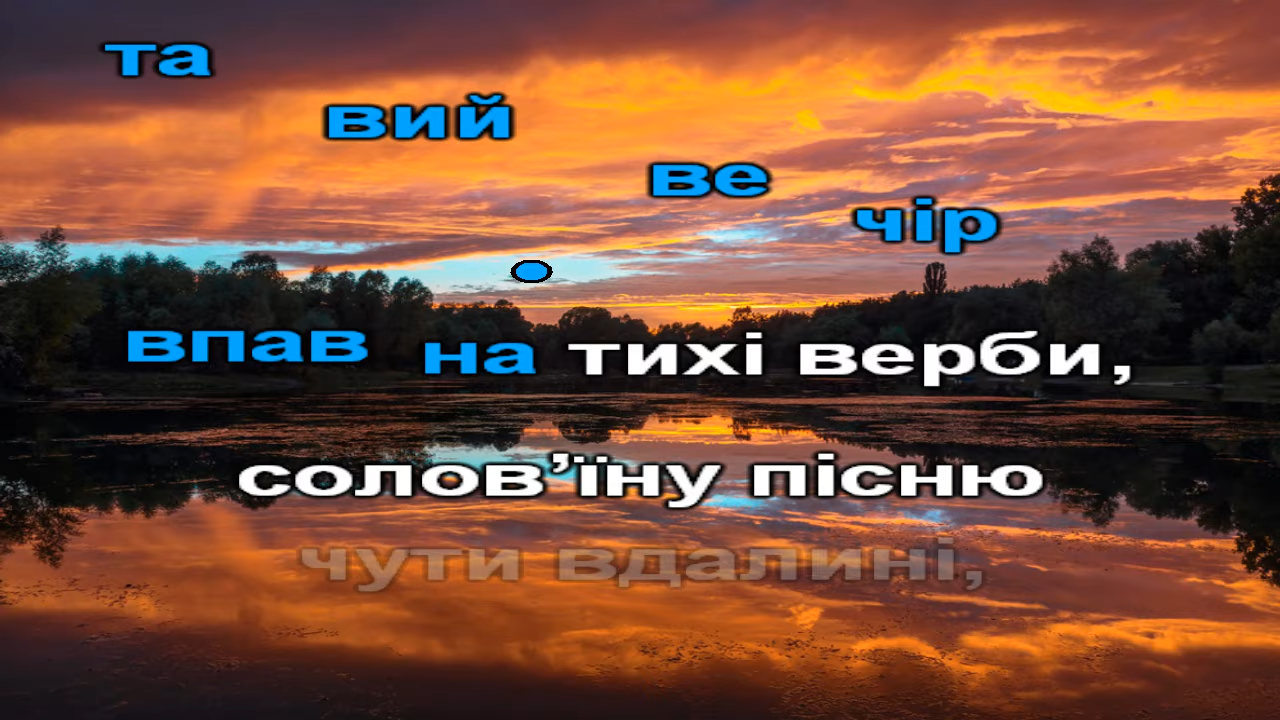 та
вий
ве
чір
впав на тихі верби,
солов’їну пісню
чути вдалині,